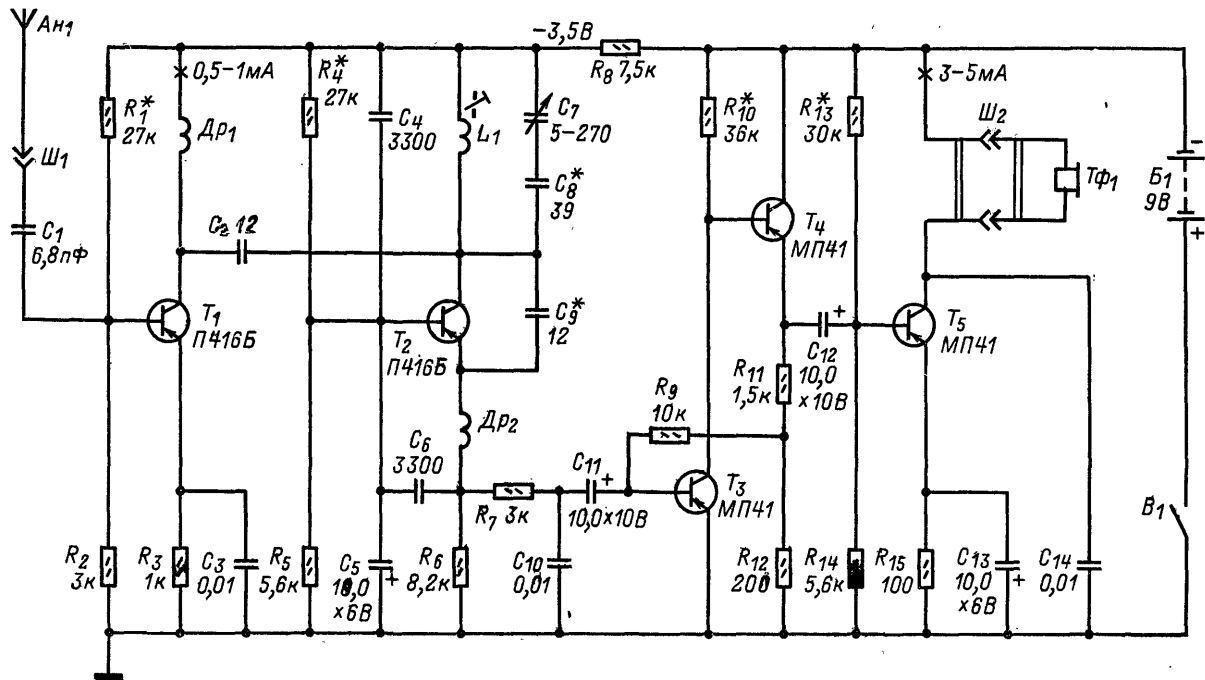 Ан1
Ш1
C1
6,8пФ
R1*
27к
0,5–1мА
Др1
R4*
27к
C4
3300
L1
–3,5В
C7
5–270
C8*
39
R8 7,5к
R10*
36к
R13*
30к
3–5мА
Ш2
Тф1
Б1
9В
–
+
C2 12
T1
П416Б
T2
П416Б
C9*
12
T4
МП41
T5
МП41
+
C12
10,0
×10В
R11
1,5к
R9
10к
Др2
C6
3300
R7 3к
C11
+
10,0×10В
T3
МП41
В1
R2
3к
R3
1к
C3
0,01
R5
5,6к
C5
10,0
×6В
+
R6
8,2к
C10
0,01
R12
200
R14
5,6к
R15
100
C13
10,0
×6В
+
C14
0,01